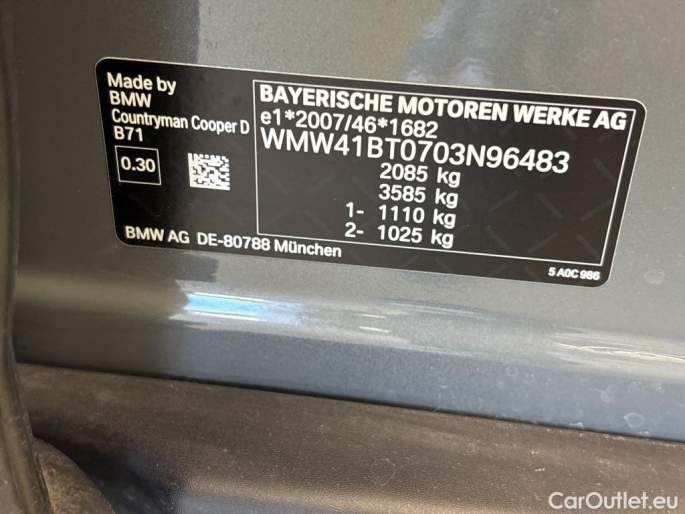 Made by
BMW
Countryman Cooper D
B71
0.30
BMW AG DE-80788 München
BAYERISCHE MOTOREN WERKE AG
e1*2007/46*1682
WMW41BT0703N96483
2085 kg
3585 kg
1- 1110 kg
2- 1025 kg
5 A0C 986
CarOutlet.eu